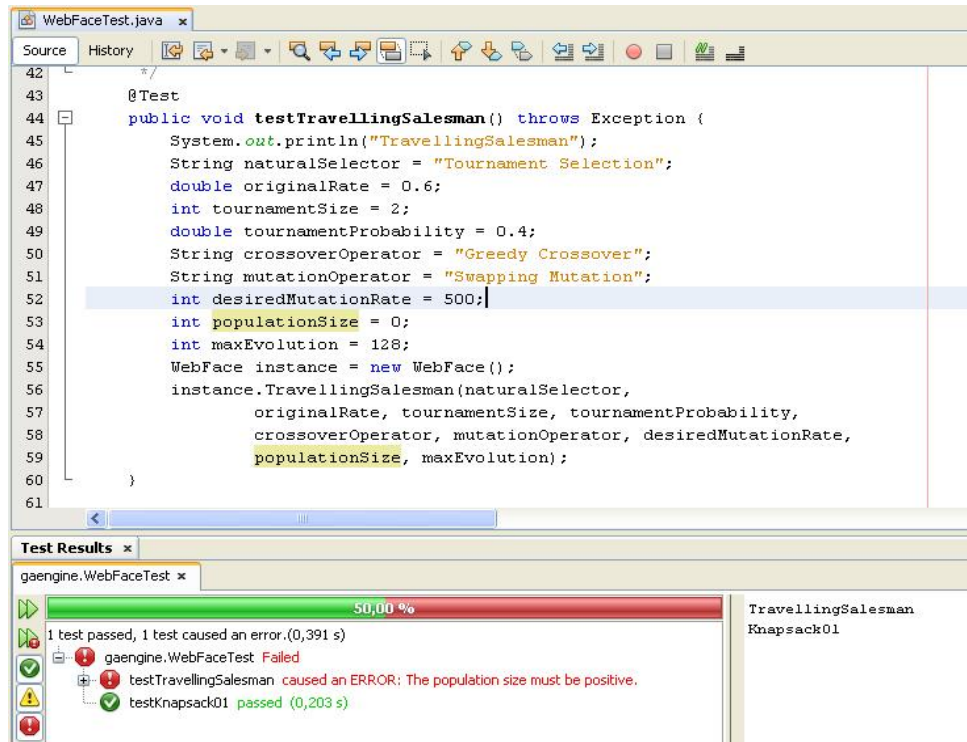 WebFaceTest.java x
Source History
42 */
43 @Test
44 public void testTravellingSalesman() throws Exception {
45 System.out.println("TravellingSalesman");
46 String naturalSelector = "Tournament Selection";
47 double originalRate = 0.6;
48 int tournamentSize = 2;
49 double tournamentProbability = 0.4;
50 String crossoverOperator = "Greedy Crossover";
51 String mutationOperator = "Swapping Mutation";
52 int desiredMutationRate = 500;
53 int populationSize = 0;
54 int maxEvolution = 128;
55 WebFace instance = new WebFace();
56 instance.TravellingSalesman(naturalSelector,
57 originalRate, tournamentSize, tournamentProbability,
58 crossoverOperator, mutationOperator, desiredMutationRate,
59 populationSize, maxEvolution);
60 }
61
Test Results x
gaengine.WebFaceTest x
50,00 %
1 test passed, 1 test caused an error.(0,391 s)
gaengine.WebFaceTest Failed
testTravellingSalesman caused an ERROR: The population size must be positive.
testKnapsack01 passed (0,203 s)
TravellingSalesman
Knapsack01